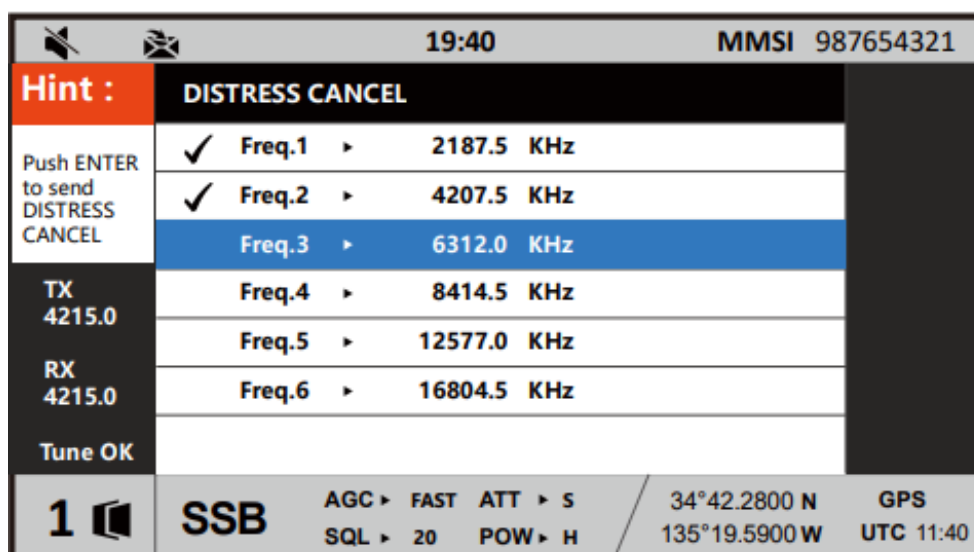 19:40 MMSI 987654321
Hint :
Push ENTER
to send
DISTRESS
CANCEL
TX
4215.0
RX
4215.0
Tune OK
DISTRESS CANCEL
✓ Freq.1 ▸ 2187.5 KHz
✓ Freq.2 ▸ 4207.5 KHz
Freq.3 ▸ 6312.0 KHz
Freq.4 ▸ 8414.5 KHz
Freq.5 ▸ 12577.0 KHz
Freq.6 ▸ 16804.5 KHz
1 SSB
AGC ▸ FAST ATT ▸ S
SQL ▸ 20 POW ▸ H
34°42.2800 N
135°19.5900 W
GPS
UTC 11:40